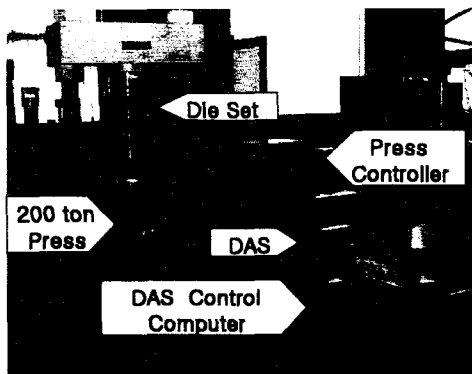 Die Set
Press
Controller
200 ton
Press
DAS
DAS Control
Computer